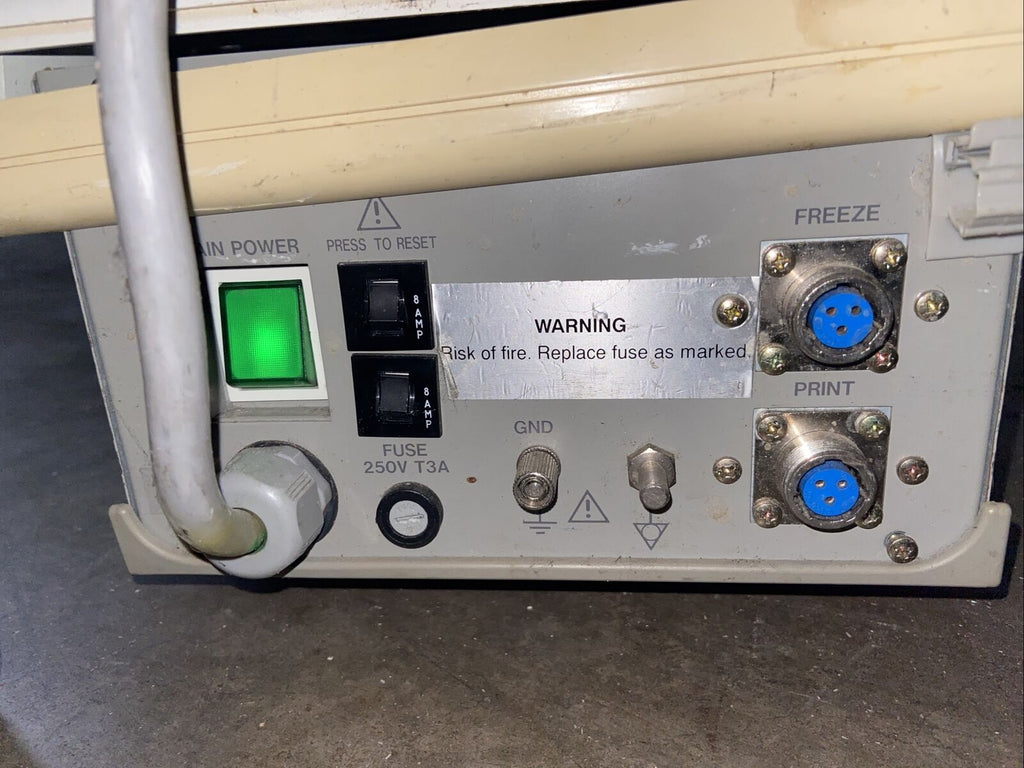 AIN POWER
PRESS TO RESET
FREEZE
8 AMP
WARNING
Risk of fire. Replace fuse as marked.
8 AMP
PRINT
FUSE
250V T3A
GND